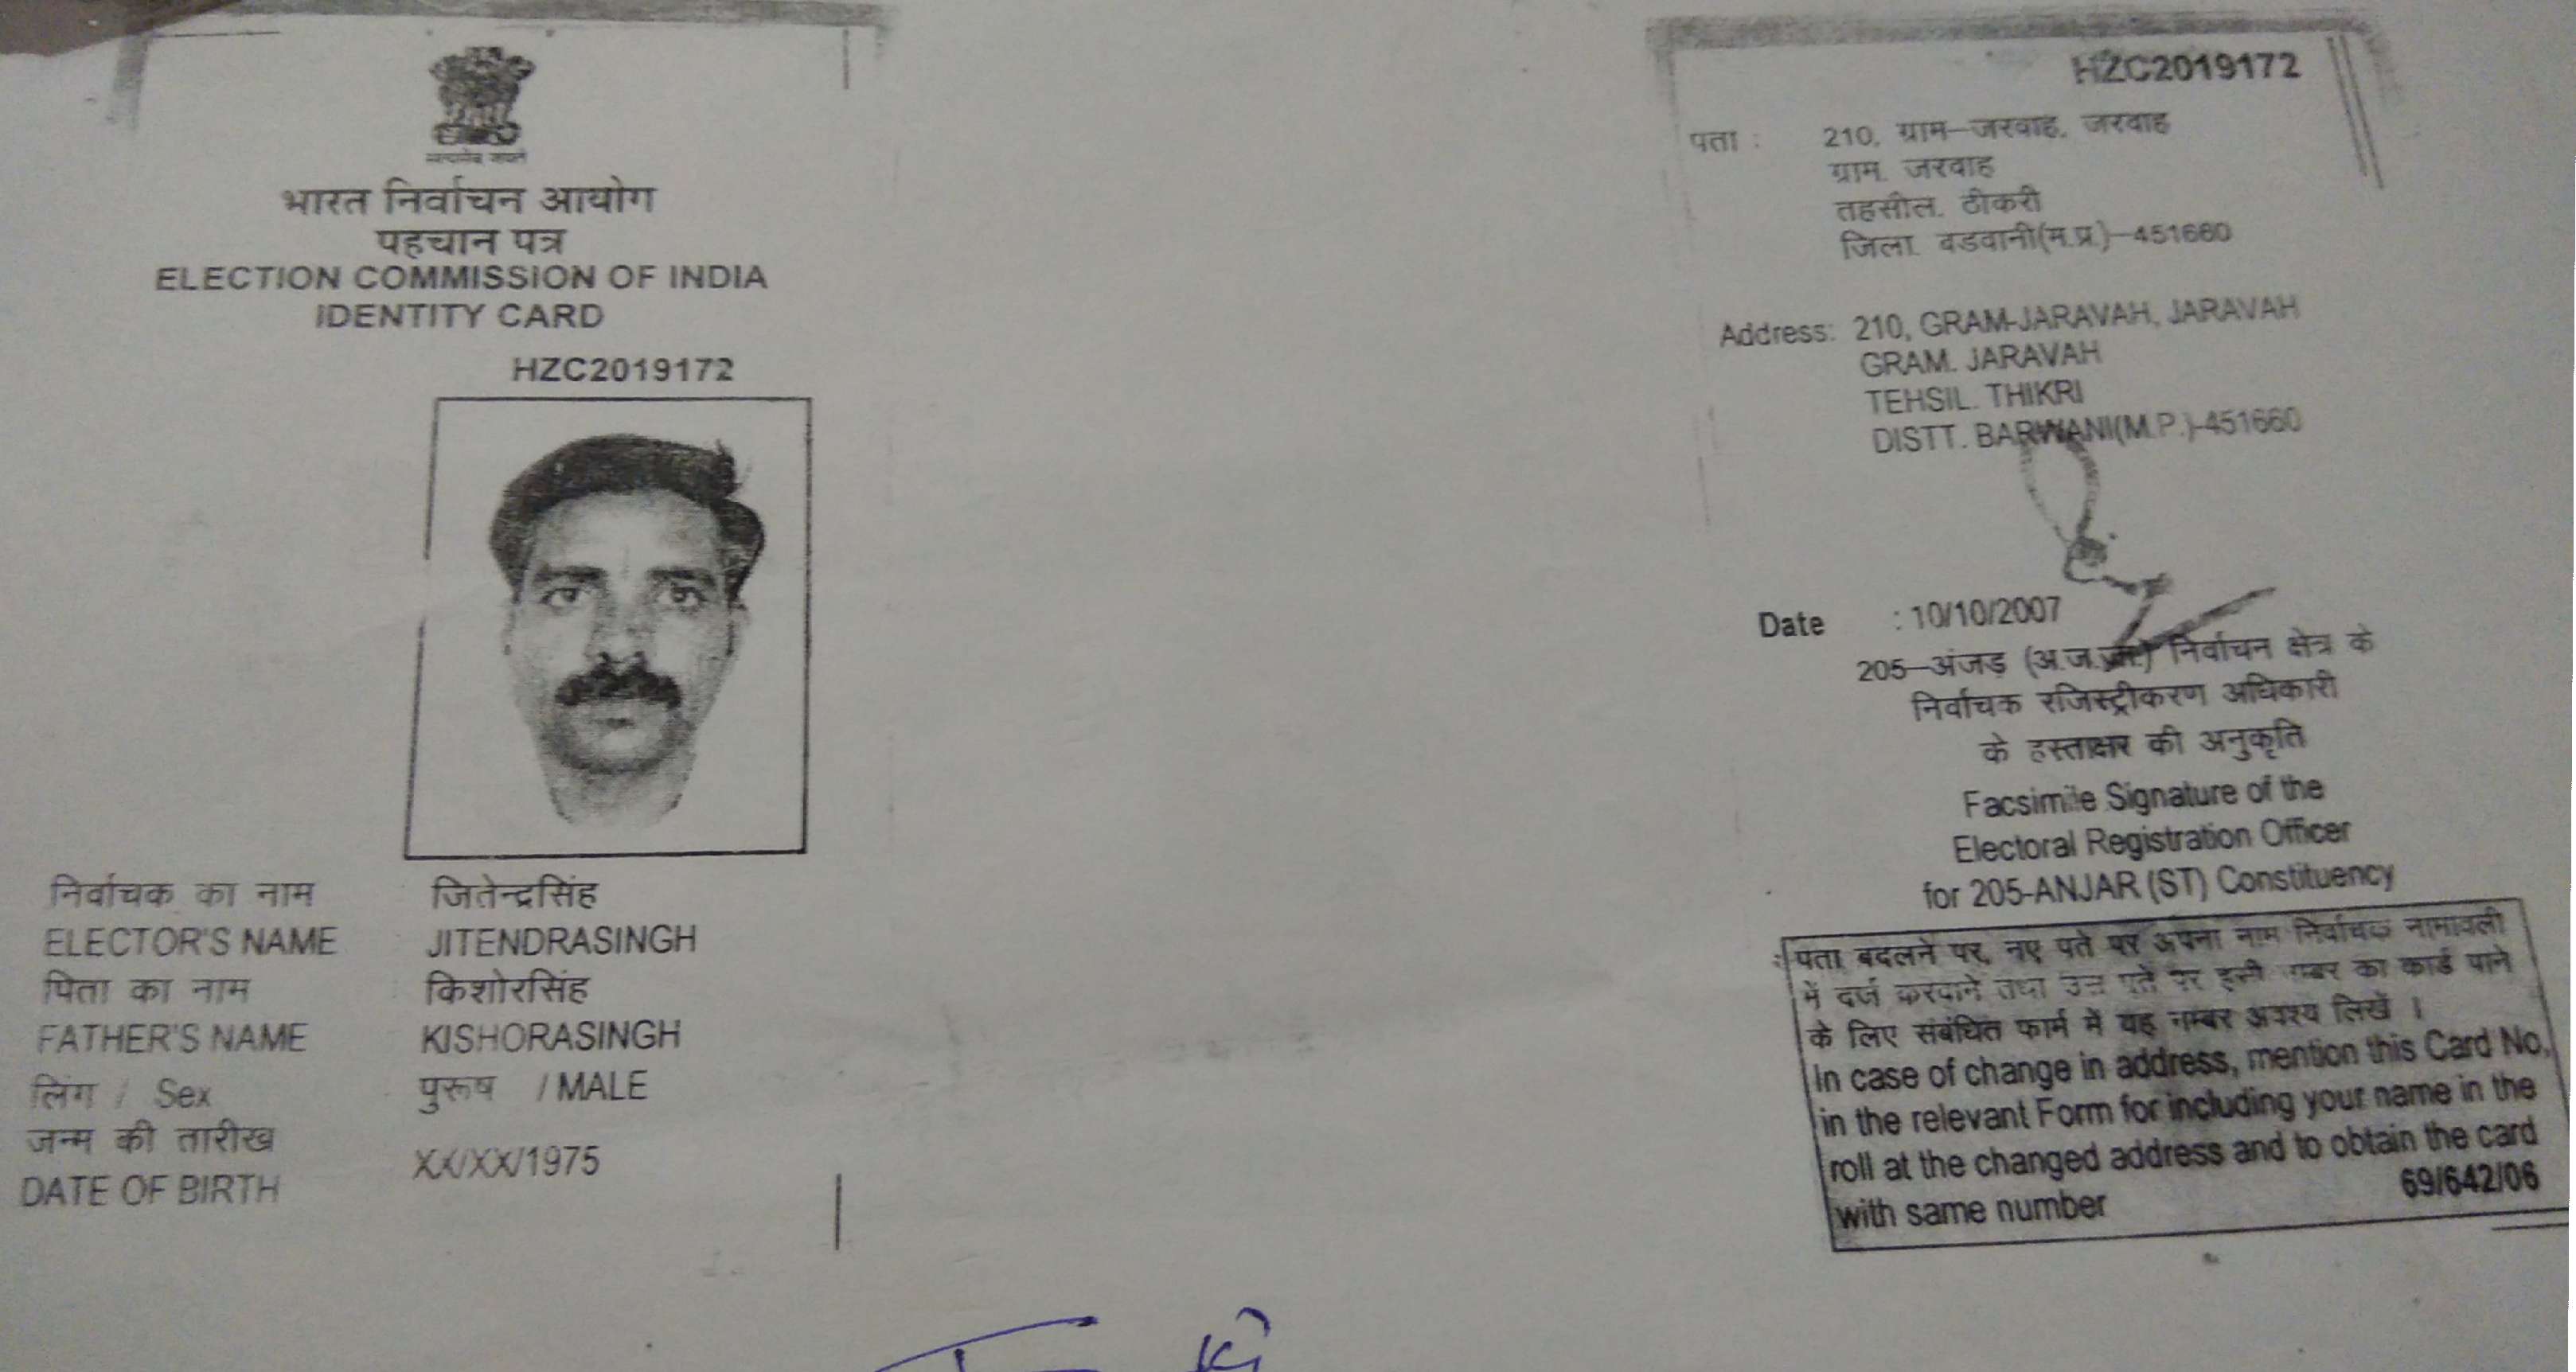 भारत निर्वाचन आयोग
पहचान पत्र
ELECTION COMMISSION OF INDIA
IDENTITY CARD
HZC2019172
निर्वाचक का नाम जितेन्द्रसिंह
ELECTOR'S NAME JITENDRASINGH
पिता का नाम किशोरसिंह
FATHER'S NAME KISHORASINGH
लिंग / Sex पुरूष / MALE
जन्म की तारीख
DATE OF BIRTH XX/XX/1975
HZC2019172
पता : 210, ग्राम-जरवाह, जरवाह
ग्राम. जरवाह
तहसील. ठीकरी
जिला. बडवानी(म.प्र.)-451660
Address: 210, GRAM-JARAVAH, JARAVAH
GRAM. JARAVAH
TEHSIL. THIKRI
DISTT. BARWANI(M.P.)-451660
Date : 10/10/2007
205-अंजड़ (अ.ज.जा.) निर्वाचन क्षेत्र के
निर्वाचक रजिस्ट्रीकरण अधिकारी
के हस्ताक्षर की अनुकृति
Facsimile Signature of the
Electoral Registration Officer
for 205-ANJAR (ST) Constituency
पता बदलने पर, नए पते पर अपना नाम निर्वाचक नामावली
में दर्ज करवाने तथा उस पते पर इसी नम्बर का कार्ड पाने
के लिए संबंधित फार्म में यह नम्बर अवश्य लिखें ।
In case of change in address, mention this Card No.
in the relevant Form for including your name in the
roll at the changed address and to obtain the card
with same number 69/642/06